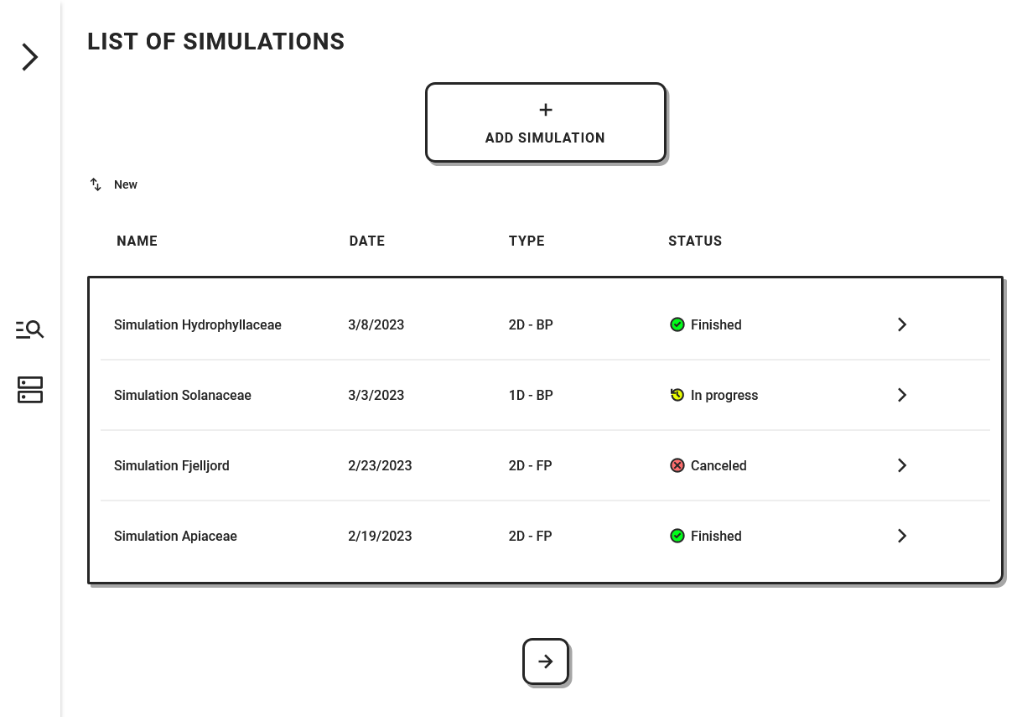 LIST OF SIMULATIONS
+
ADD SIMULATION
New
NAME DATE TYPE STATUS
Simulation Hydrophyllaceae 3/8/2023 2D - BP Finished
Simulation Solanaceae 3/3/2023 1D - BP In progress
Simulation Fjelljord 2/23/2023 2D - FP Canceled
Simulation Apiaceae 2/19/2023 2D - FP Finished